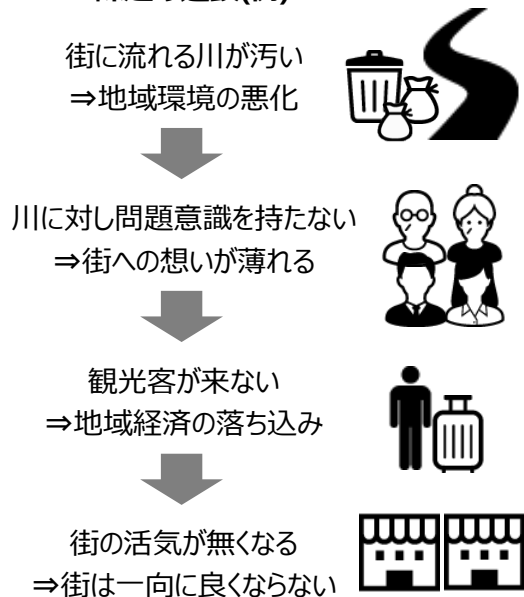 街に流れる川が汚い
⇒地域環境の悪化
川に対し問題意識を持たない
⇒街への想いが薄れる
観光客が来ない
⇒地域経済の落ち込み
街の活気が無くなる
⇒街は一向に良くならない